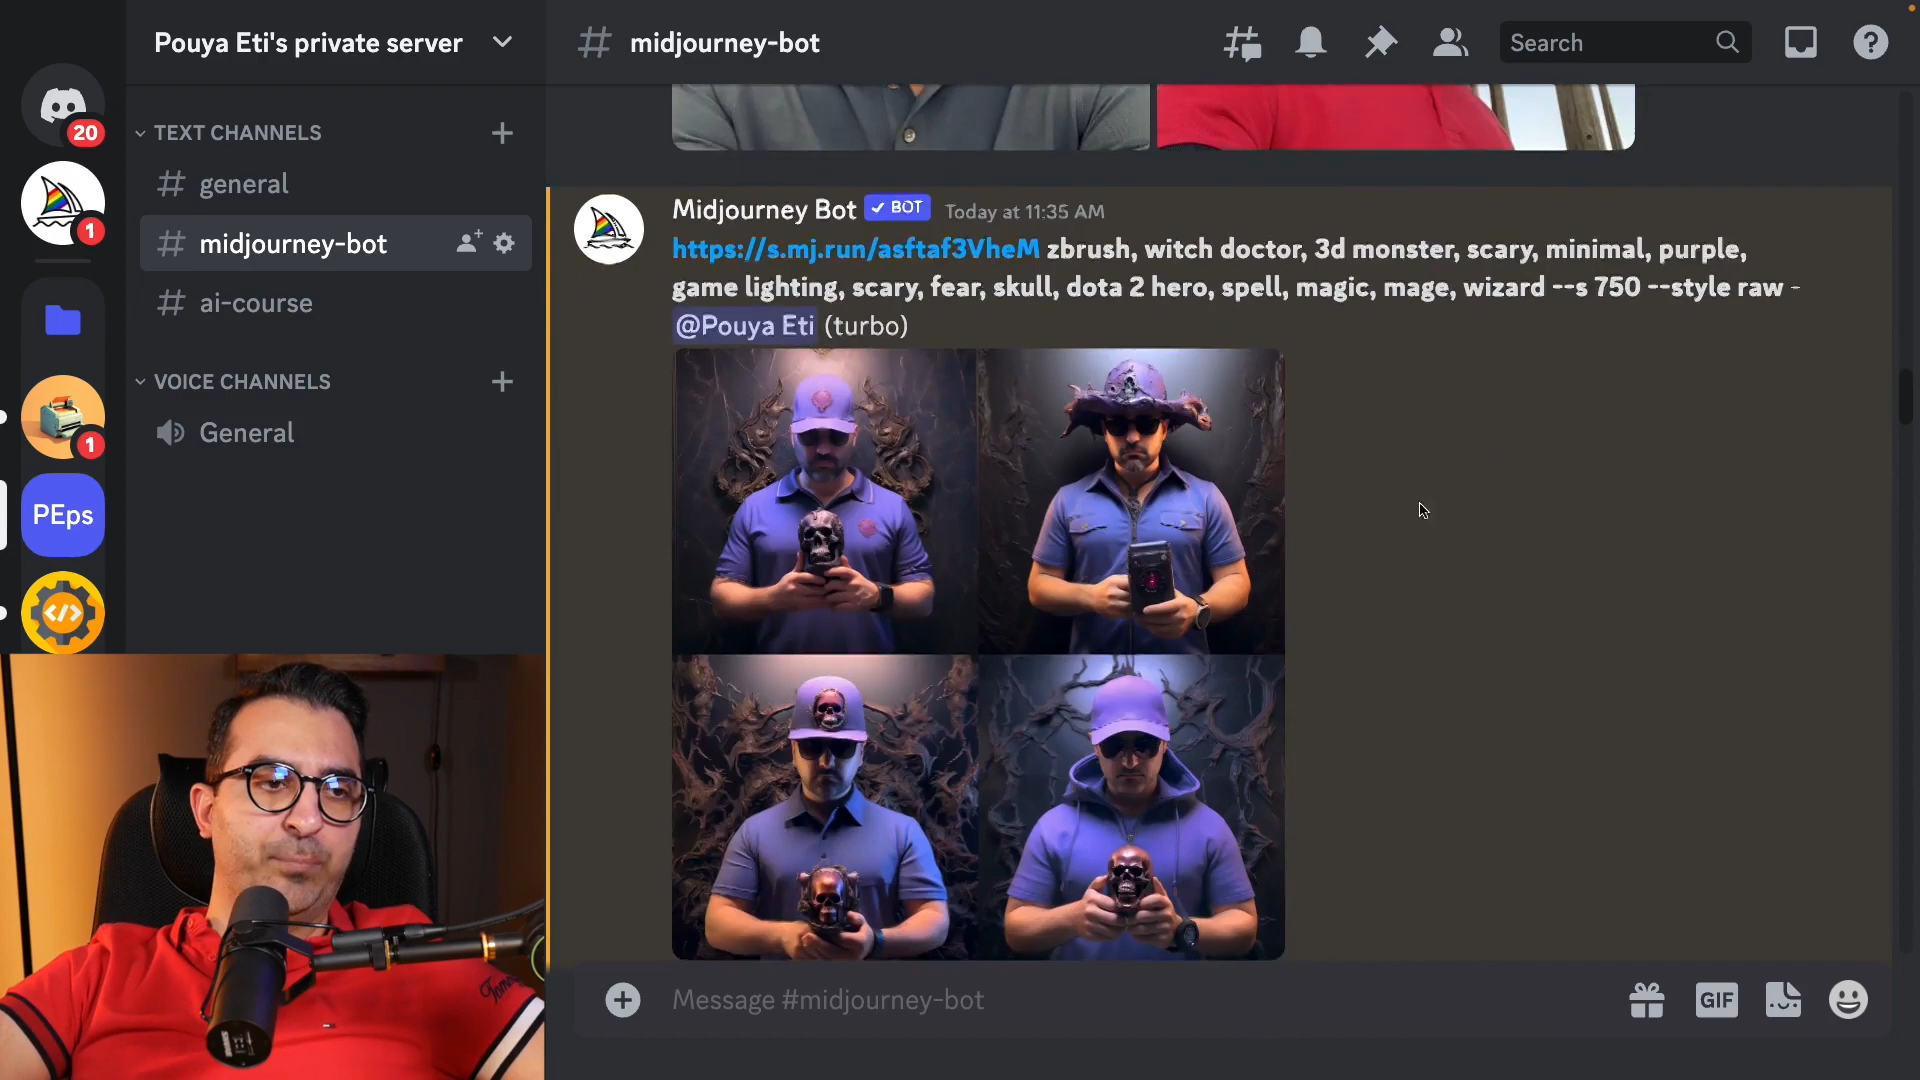 Pouya Eti's private server
midjourney-bot
Search
20
TEXT CHANNELS
general
1
midjourney-bot
ai-course
VOICE CHANNELS
General
1
PEps
Midjourney Bot ✓ BOT Today at 11:35 AM
https://s.mj.run/asftaf3VheM zbrush, witch doctor, 3d monster, scary, minimal, purple,
game lighting, scary, fear, skull, dota 2 hero, spell, magic, mage, wizard --s 750 --style raw -
@Pouya Eti (turbo)
Message #midjourney-bot
GIF